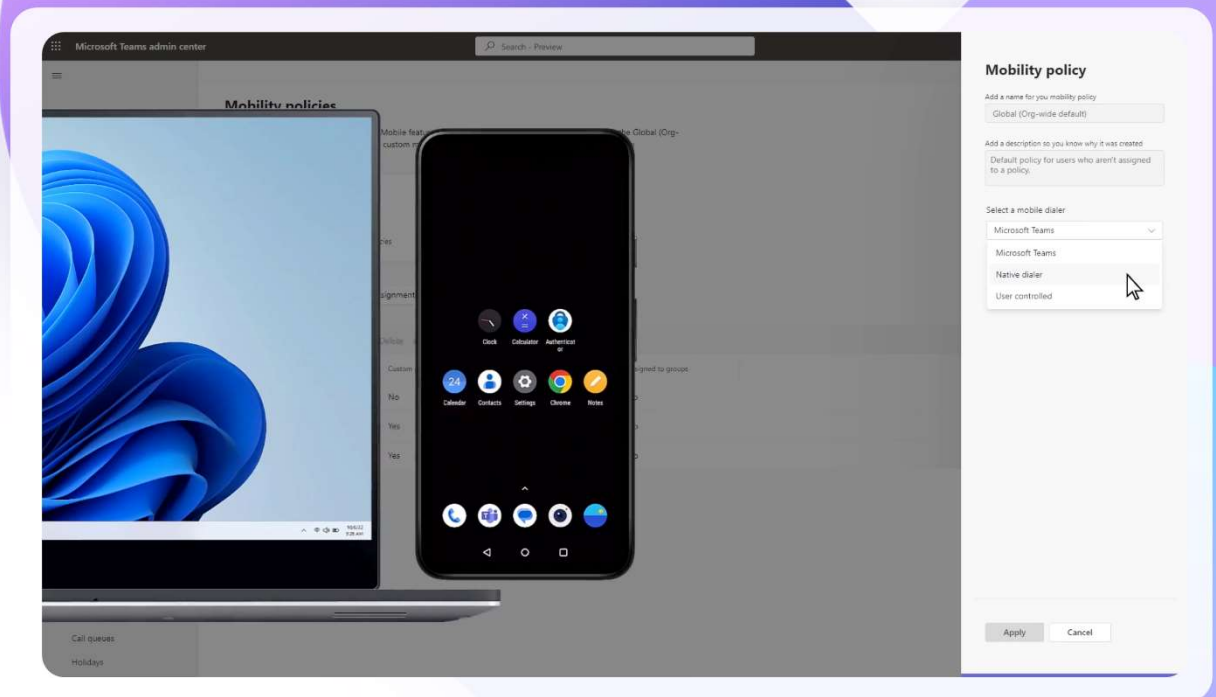 Microsoft Teams admin center
Search - Preview
Mobility policies
Mobile
the Global (Org-
custom
Delete
Custom
signed to groups
No
Yes
Yes
Clock
Calculator
Authenticat
or
24
Calendar
Contacts
Settings
Chrome
Notes
Call queues
Holidays
Mobility policy
Add a name for you mobility policy
Global (Org-wide default)
Add a description so you know why it was created
Default policy for users who aren't assigned
to a policy.
Select a mobile dialer
Microsoft Teams
Microsoft Teams
Native dialer
User controlled
Apply
Cancel